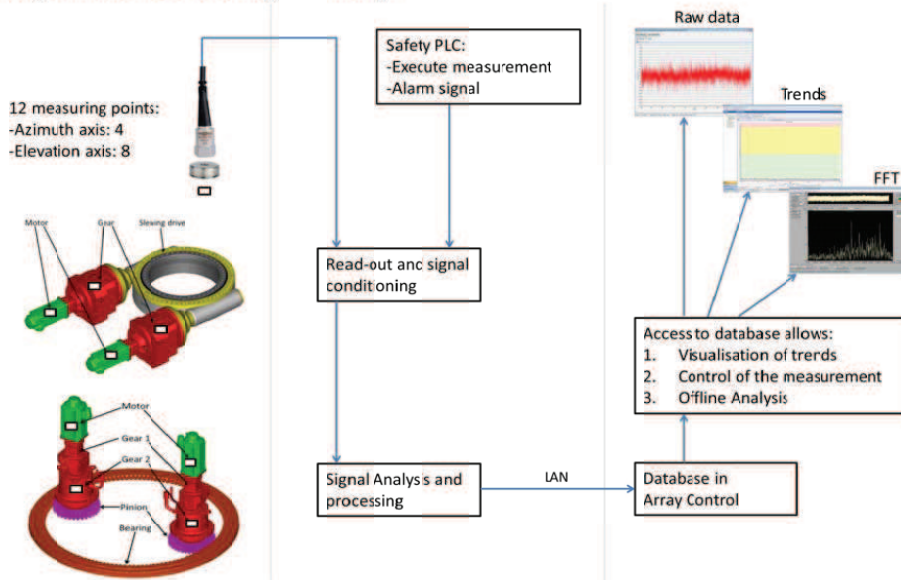 12 measuring points:
-Azimuth axis: 4
-Elevation axis: 8
Motor
Gear
Slewing drive
Motor
Gear 1
Gear 2
Pinion
Bearing
Safety PLC:
-Execute measurement
-Alarm signal
Read-out and signal
conditioning
Signal Analysis and
processing
LAN
Raw data
Trends
FFT
Access to database allows:
1. Visualisation of trends
2. Control of the measurement
3. Offline Analysis
Database in
Array Control